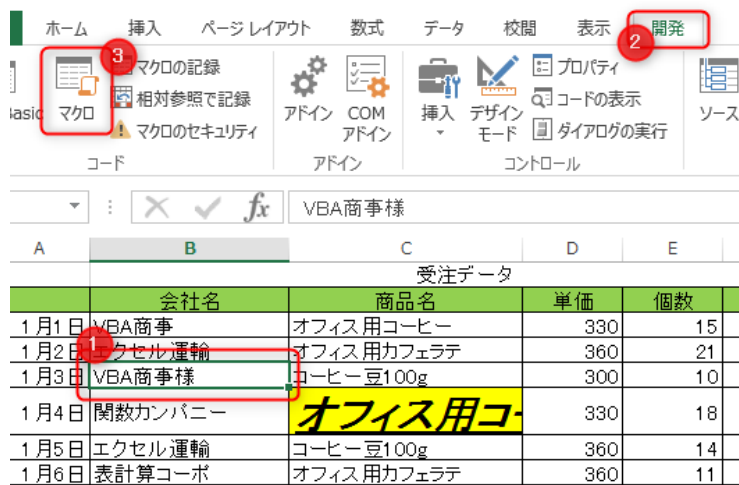 ホーム 挿入 ページ レイアウト 数式 データ 校閲 表示 開発
2
3
マクロの記録
相対参照で記録
マクロのセキュリティ
Basic マクロ
アドイン COM アドイン
挿入 デザイン モード
プロパティ
コードの表示
ダイアログの実行
ソース
コード アドイン コントロール
fx VBA商事様
A B C D E
受注データ
会社名 商品名 単価 個数
1月1日 VBA商事 オフィス用コーヒー 330 15
1
1月2日 エクセル運輸 オフィス用カフェラテ 360 21
1月3日 VBA商事様 コーヒー豆100g 300 10
1月4日 関数カンパニー オフィス用コー 330 18
1月5日 エクセル運輸 コーヒー豆100g 360 14
1月6日 表計算コーポ オフィス用カフェラテ 360 11